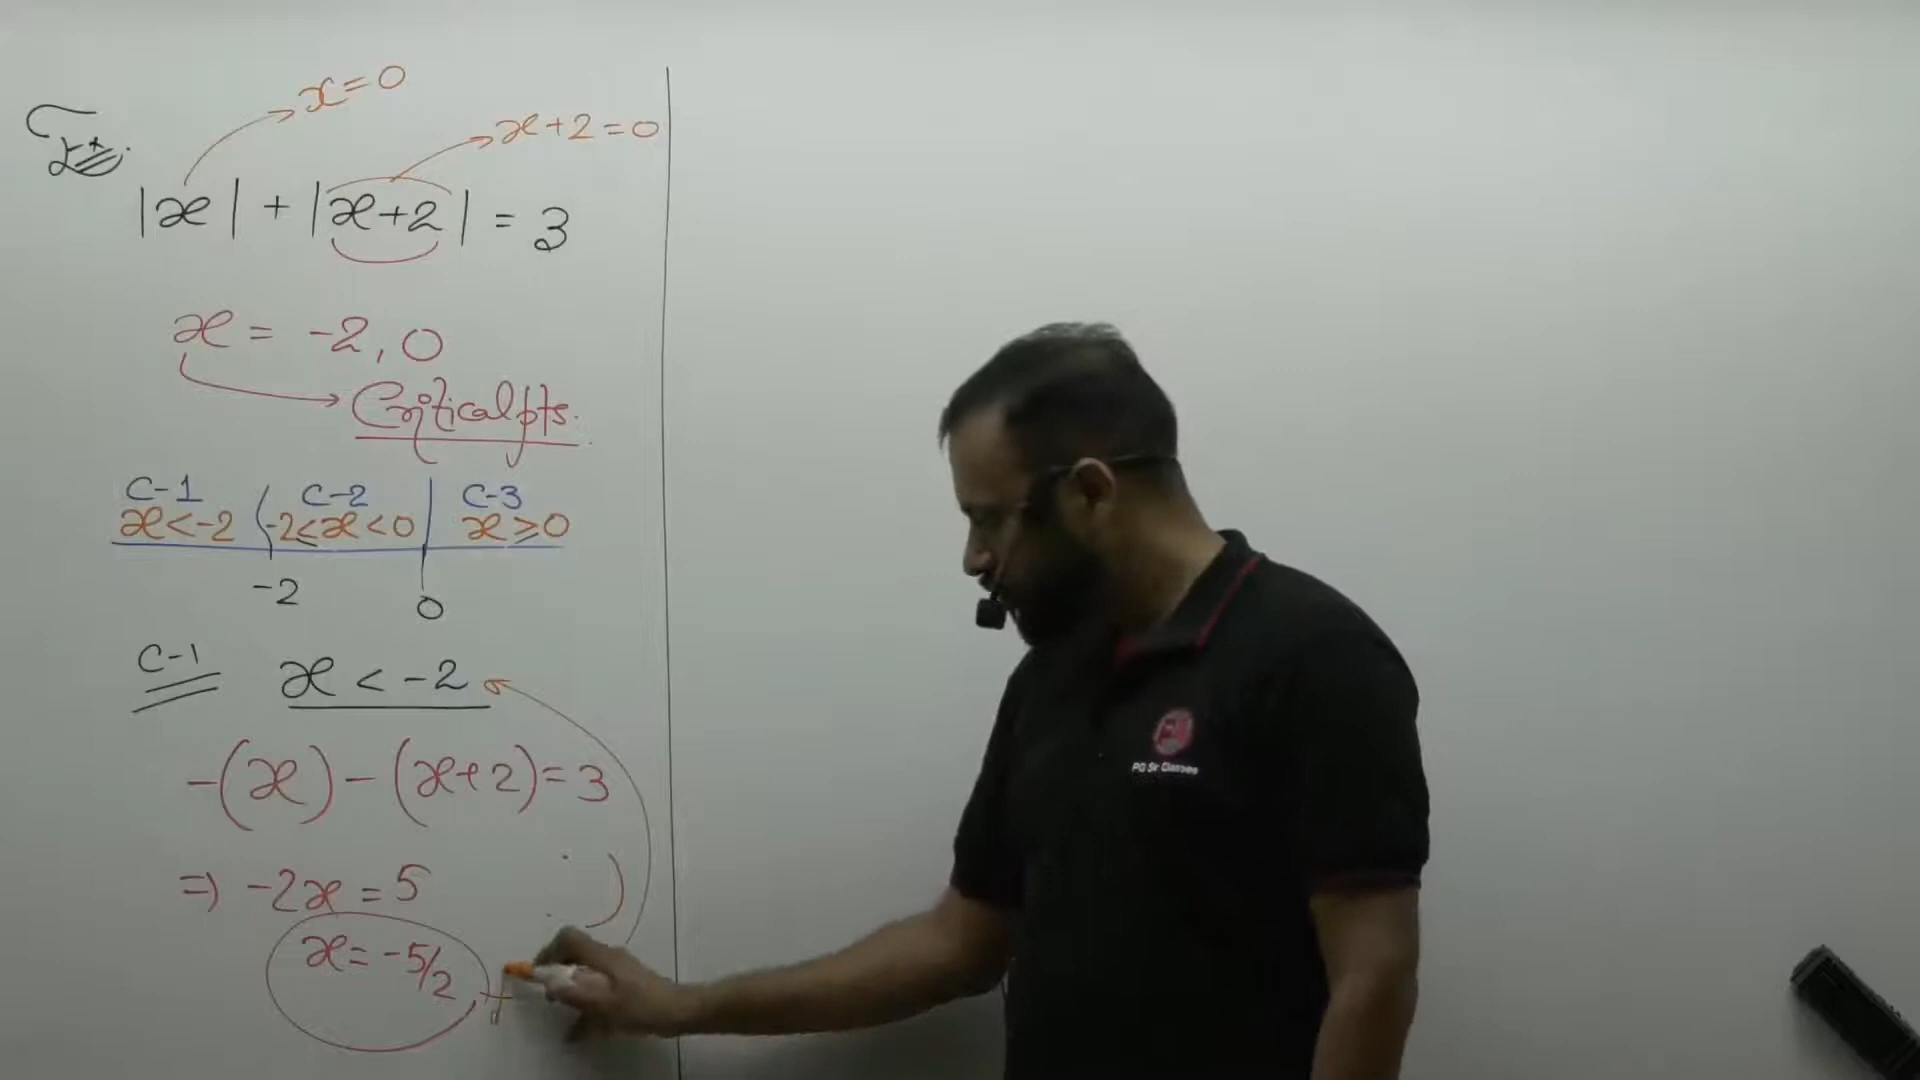 Ex.
x=0
x+2=0
|x| + |x+2| = 3
x = -2, 0
Critical pts.
C-1 C-2 C-3
x<-2 -2≤x<0 x≥0
-2 0
C-1 x < -2
-(x) - (x+2) = 3
=) -2x = 5
x = -5/2
PG Sir Classes